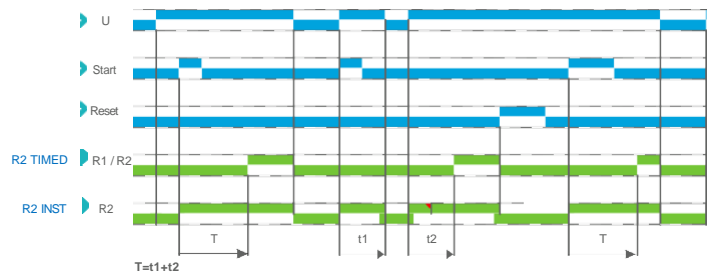 U
Start
Reset
R2 TIMED R1 / R2
R2 INST R2
T t1 t2 T
T=t1+t2